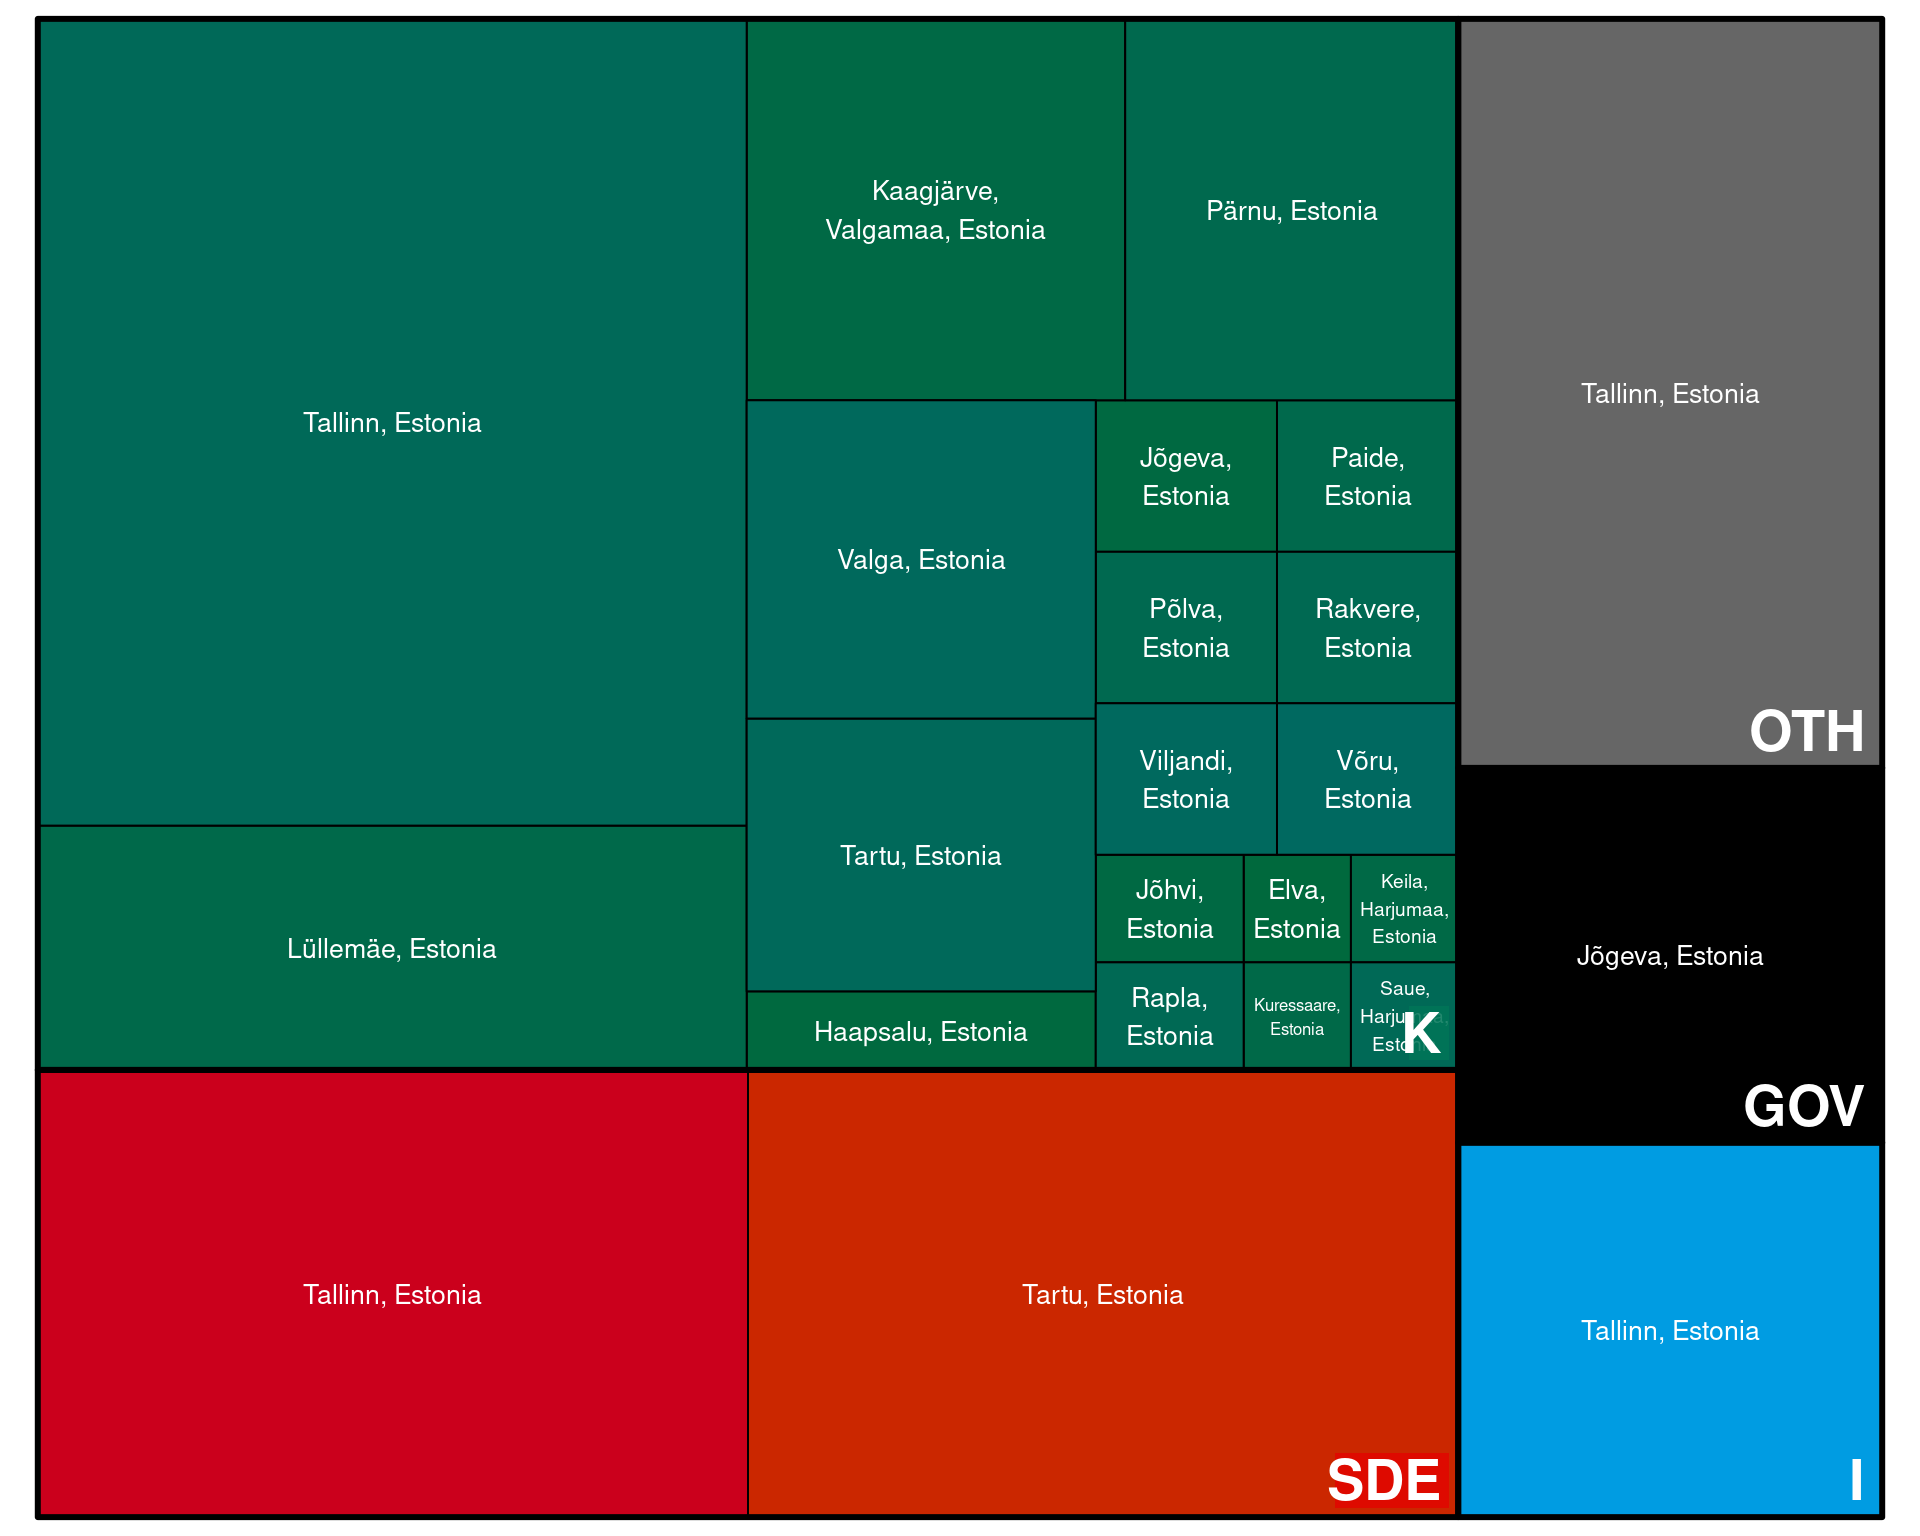 Tallinn, Estonia
Kaagjärve,
Valgamaa, Estonia
Pärnu, Estonia
Valga, Estonia
Jõgeva,
Estonia
Paide,
Estonia
Põlva,
Estonia
Rakvere,
Estonia
Viljandi,
Estonia
Võru,
Estonia
Tartu, Estonia
Lüllemäe, Estonia
Haapsalu, Estonia
Jõhvi,
Estonia
Elva,
Estonia
Keila,
Harjumaa,
Estonia
Rapla,
Estonia
Kuressaare,
Estonia
Saue,
Harjumaa,
Estonia
K
Tallinn, Estonia
Tartu, Estonia
SDE
Tallinn, Estonia
OTH
Jõgeva, Estonia
GOV
Tallinn, Estonia
I